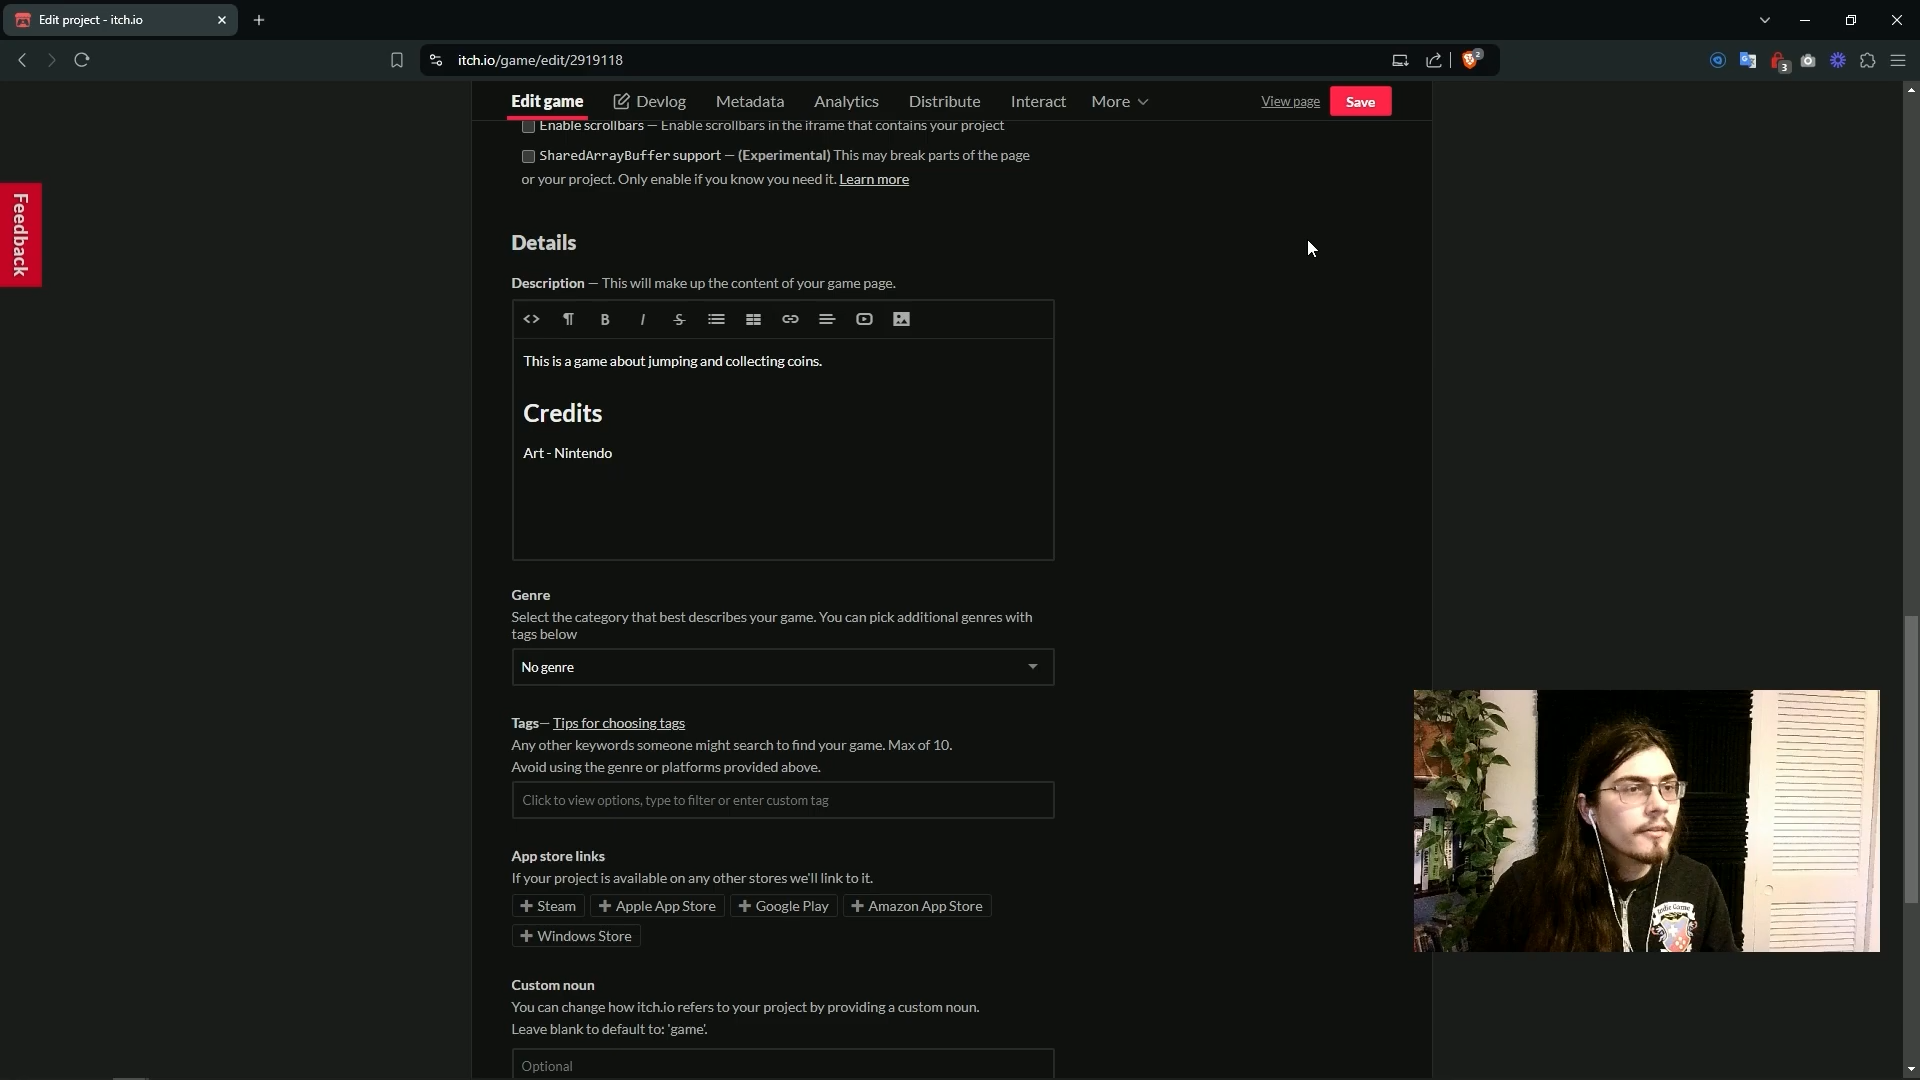 Edit project - itch.io
itch.io/game/edit/2919118
2
3
Edit game
Devlog
Metadata
Analytics
Distribute
Interact
More
View page
Save
Enable scrollbars — Enable scrollbars in the iframe that contains your project
SharedArrayBuffer support — (Experimental) This may break parts of the page
or your project. Only enable if you know you need it. Learn more
Feedback
Details
Description — This will make up the content of your game page.
This is a game about jumping and collecting coins.
Credits
Art - Nintendo
Genre
Select the category that best describes your game. You can pick additional genres with
tags below
No genre
Tags— Tips for choosing tags
Any other keywords someone might search to find your game. Max of 10.
Avoid using the genre or platforms provided above.
Click to view options, type to filter or enter custom tag
App store links
If your project is available on any other stores we'll link to it.
Steam
Apple App Store
Google Play
Amazon App Store
Windows Store
Indie Game
Custom noun
You can change how itch.io refers to your project by providing a custom noun.
Leave blank to default to: 'game'.
Optional